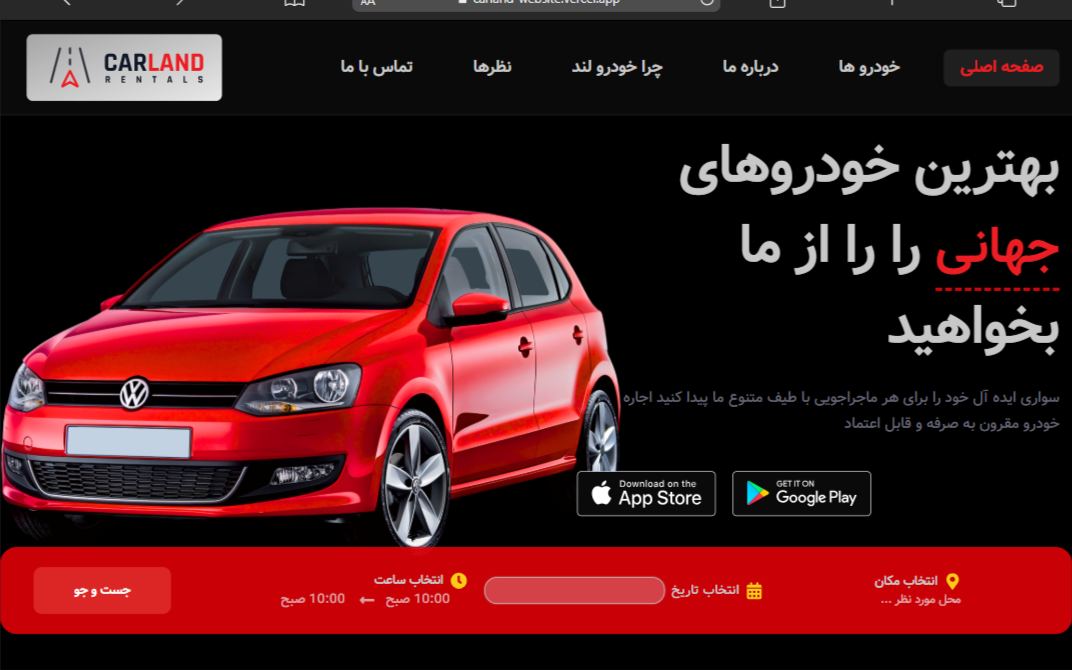 carland-website.vercel.app
AA
CARLAND
RENTALS
صفحه اصلی
خودرو ها
درباره ما
چرا خودرو لند
نظرها
تماس با ما
بهترین خودروهای
جهانی را را از ما
بخواهید
سواری ایده آل خود را برای هر ماجراجویی با طیف متنوع ما پیدا کنید اجاره
خودرو مقرون به صرفه و قابل اعتماد
Download on the
App Store
GET IT ON
Google Play
انتخاب مکان
محل مورد نظر ...
انتخاب تاریخ
انتخاب ساعت
10:00 صبح ← 10:00 صبح
جست و جو